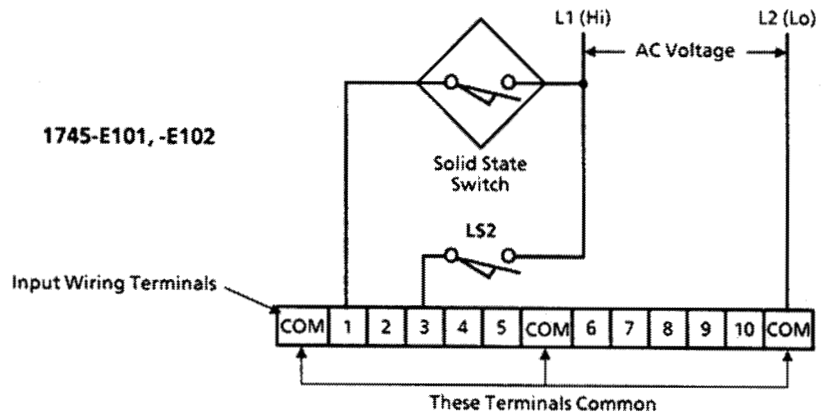 L1 (Hi) L2 (Lo)
AC Voltage
1745-E101, -E102
Solid State
Switch
LS2
Input Wiring Terminals
COM 1 2 3 4 5 COM 6 7 8 9 10 COM
These Terminals Common